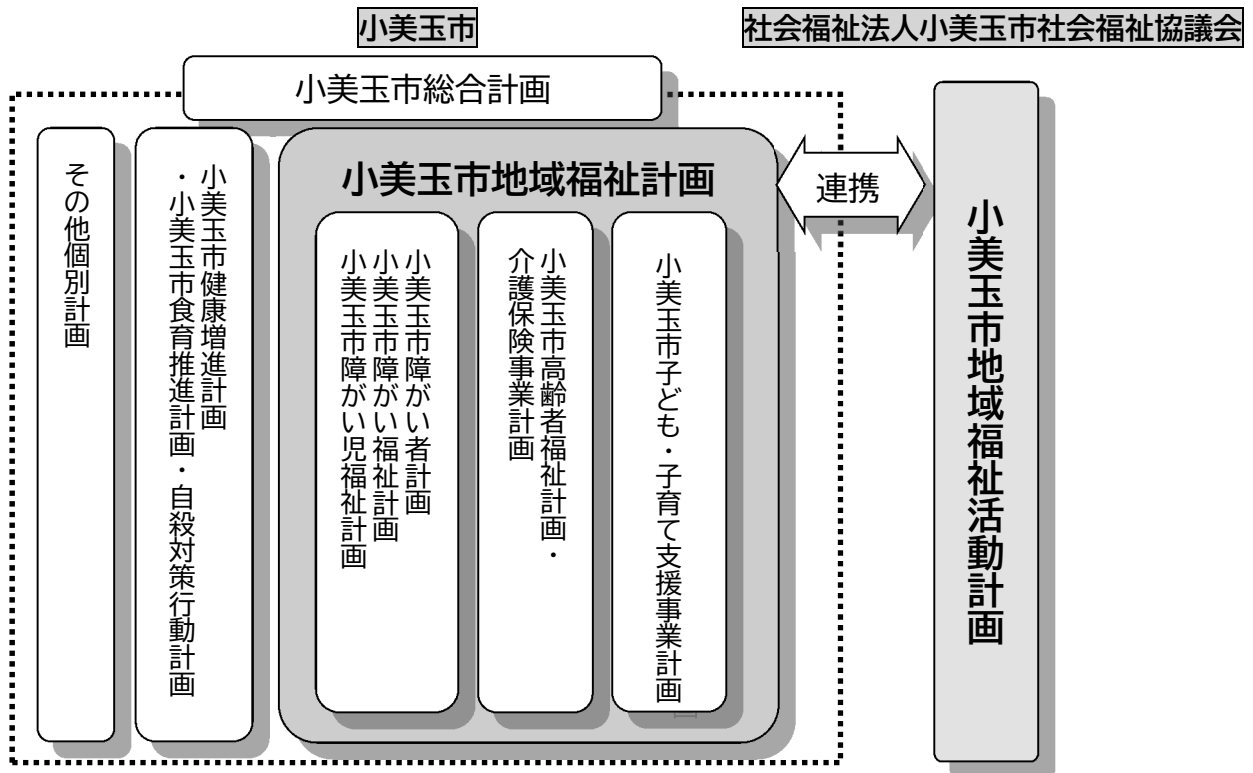 小美玉市
社会福祉法人小美玉市社会福祉協議会
小美玉市総合計画
小美玉市地域福祉計画
連携
小美玉市地域福祉活動計画
小美玉市子ども・子育て支援事業計画
小美玉市高齢者福祉計画・
介護保険事業計画
小美玉市障がい者計画
小美玉市障がい福祉計画
小美玉市障がい児福祉計画
小美玉市健康増進計画
・小美玉市食育推進計画・自殺対策行動計画
その他個別計画